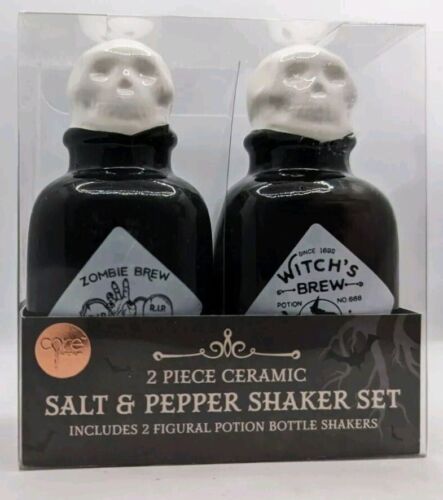 ZOMBIE BREW
R.I.P.
SINCE 1692
WITCH'S
BREW
POTION NO.666
core
2 PIECE CERAMIC
SALT & PEPPER SHAKER SET
INCLUDES 2 FIGURAL POTION BOTTLE SHAKERS